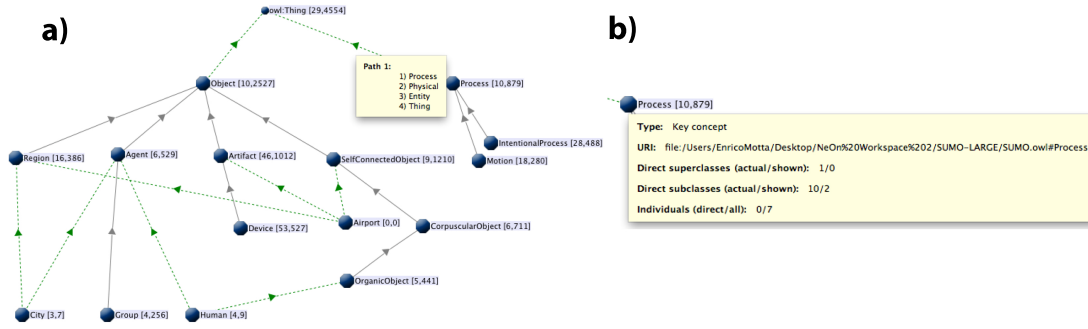 a)
owl:Thing [29,4554]
Path 1:
1) Process
2) Physical
3) Entity
4) Thing
Object [10,2527]
Process [10,879]
IntentionalProcess [28,488]
Motion [18,280]
Region [16,386]
Agent [6,529]
Artifact [46,1012]
SelfConnectedObject [9,1210]
Airport [0,0]
Device [53,527]
CorpuscularObject [6,711]
OrganicObject [5,441]
City [3,7]
Group [4,256]
Human [4,9]
b)
Process [10,879]
Type: Key concept
URI: file:/Users/EnricoMotta/Desktop/NeOn%20Workspace%202/SUMO-LARGE/SUMO.owl#Process
Direct superclasses (actual/shown): 1/0
Direct subclasses (actual/shown): 10/2
Individuals (direct/all): 0/7